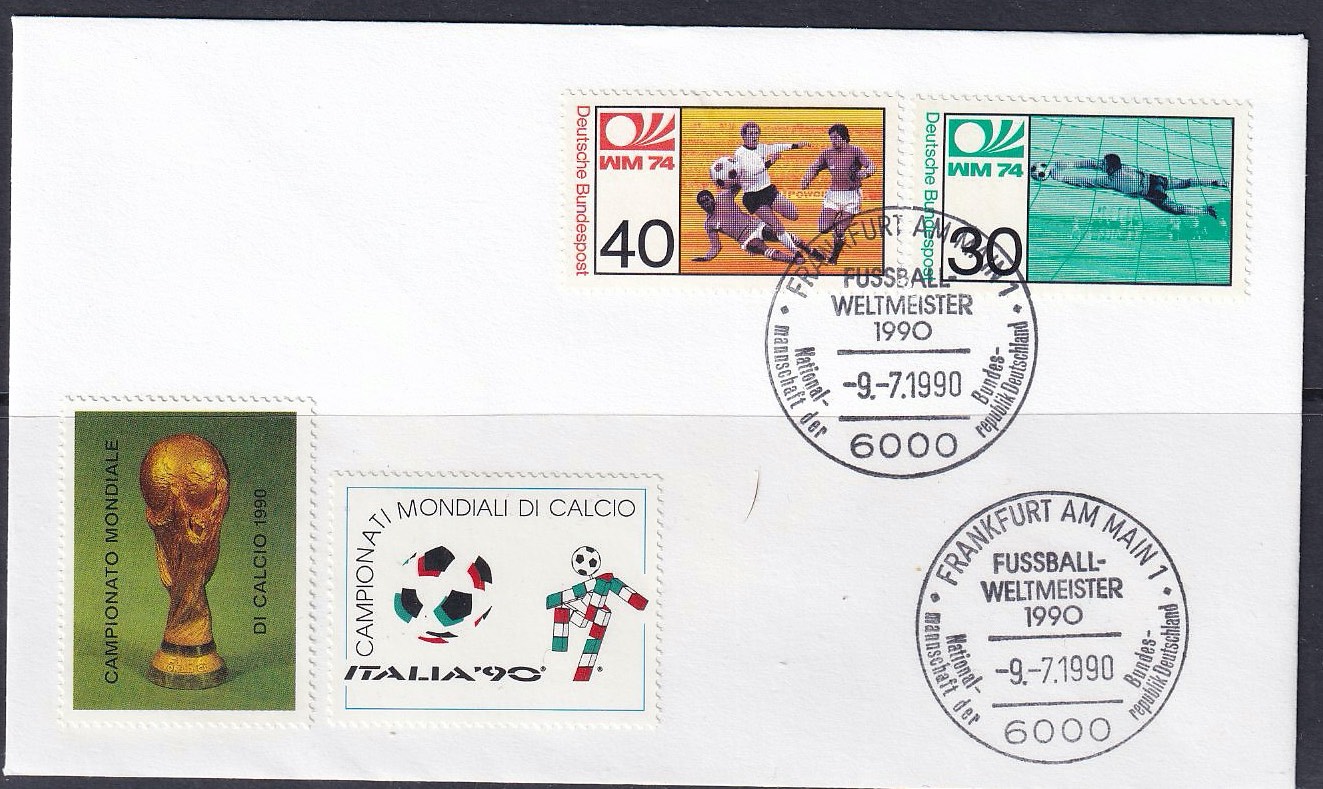 Deutsche Bundespost
WM 74
40
Deutsche Bundespost
WM 74
30
FRANKFURT AM MAIN 1
FUSSBALL-
WELTMEISTER
1990
-9.-7.1990
National-
mannschaft der
Bundes-
republik Deutschland
6000
CAMPIONATO MONDIALE
DI CALCIO 1990
CAMPIONATI MONDIALI DI CALCIO
ITALIA'90®
®
FRANKFURT AM MAIN 1
FUSSBALL-
WELTMEISTER
1990
-9.-7.1990
National-
mannschaft der
Bundes-
republik Deutschland
6000